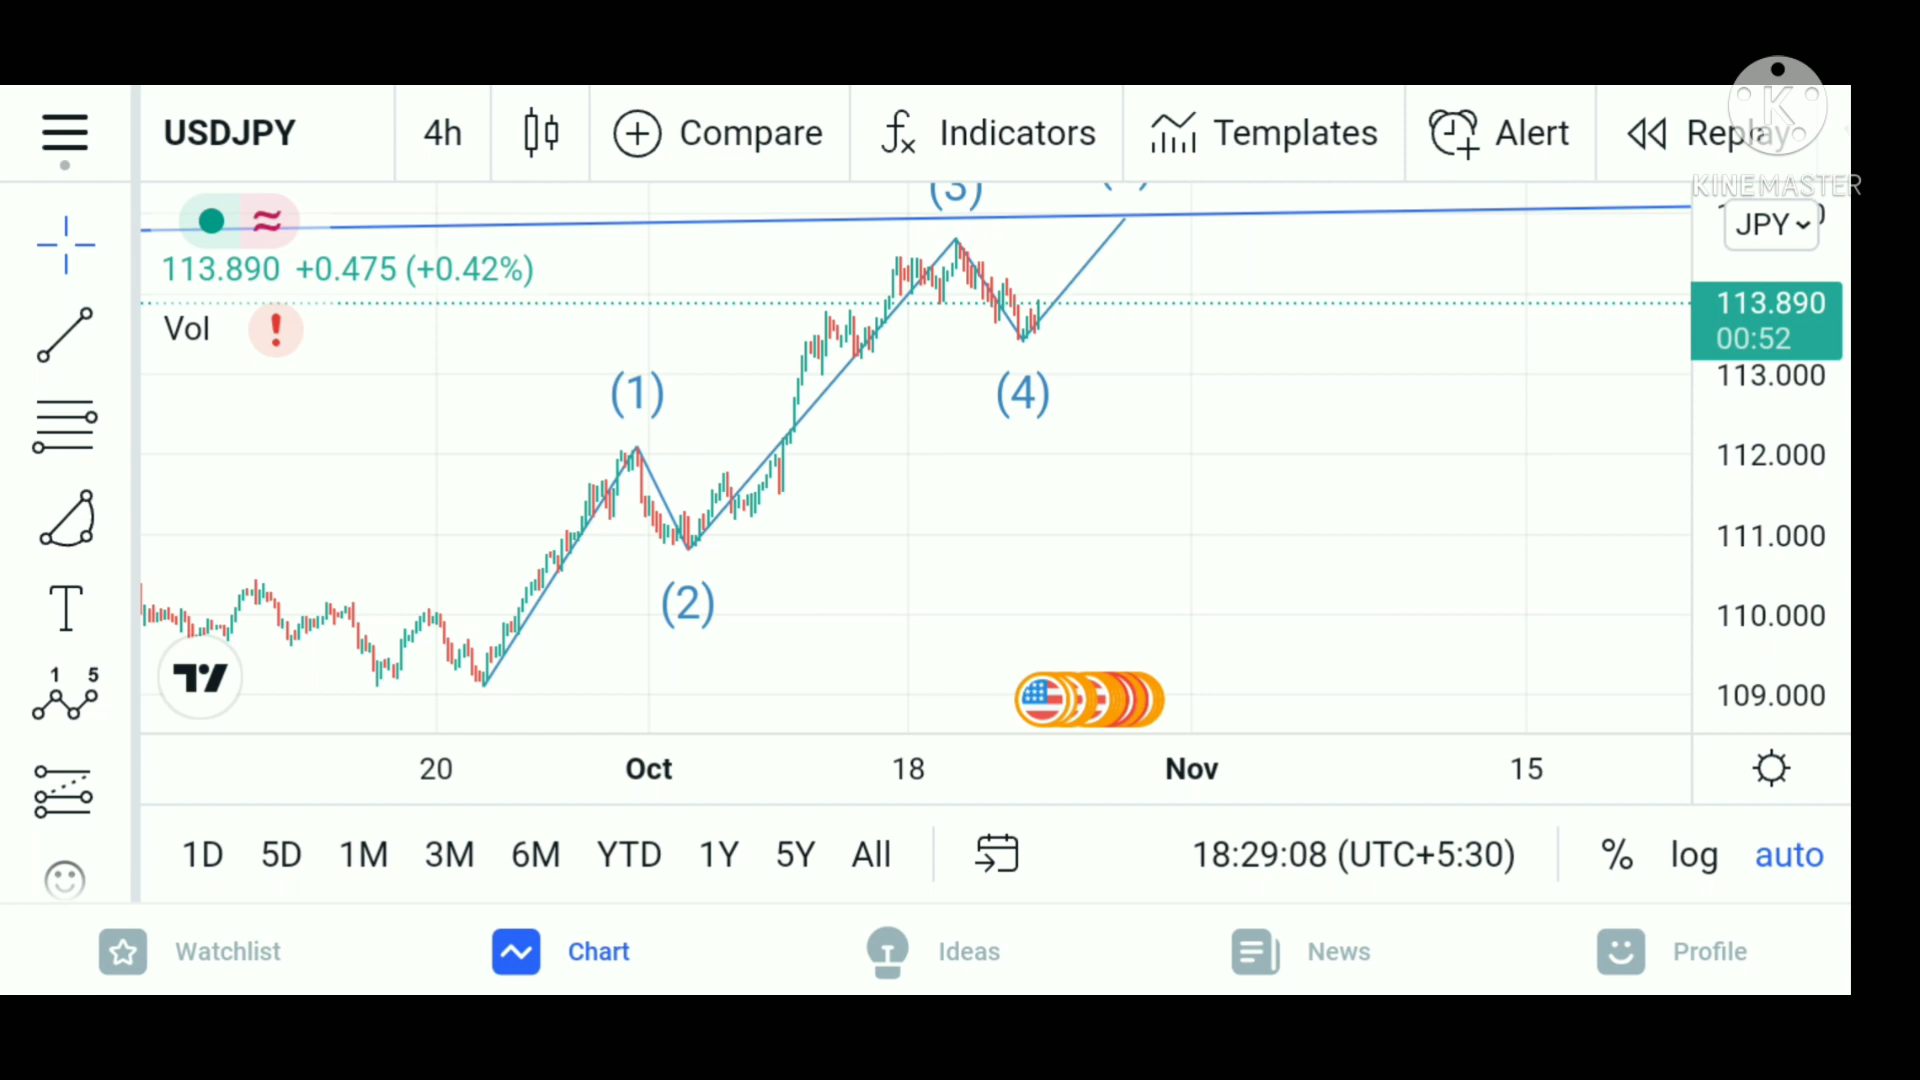 USDJPY 4h Compare Indicators Templates Alert Replay
K
KINEMASTER
(3)
JPY
113.890 +0.475 (+0.42%)
113.890
00:52
Vol
113.000
(1)
(4)
112.000
111.000
(2)
110.000
109.000
T
1 5
20 Oct 18 Nov 15
1D 5D 1M 3M 6M YTD 1Y 5Y All 18:29:08 (UTC+5:30) % log auto
Watchlist Chart Ideas News Profile